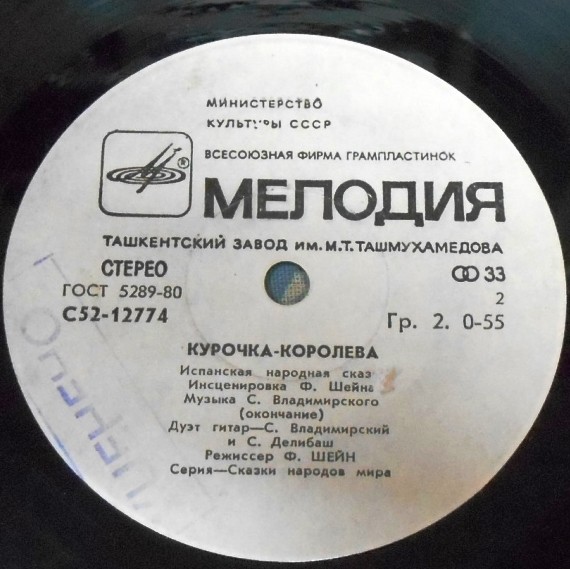 МИНИСТЕРСТВО
КУЛЬТУРЫ СССР
ВСЕСОЮЗНАЯ ФИРМА ГРАМПЛАСТИНОК
®
МЕЛОДИЯ
ТАШКЕНТСКИЙ ЗАВОД ИМ. М.Т. ТАШМУХАМЕДОВА
СТЕРЕО 33
ГОСТ 5289-80 2
С52-12774 Гр. 2. 0-55
КУРОЧКА-КОРОЛЕВА
Испанская народная сказ
Инсценировка Ф. Шейна
Музыка С. Владимирского
(окончание)
Дуэт гитар—С. Владимирский
и С. Делибаш
Режиссер Ф. ШЕЙН
Серия—Сказки народов мира